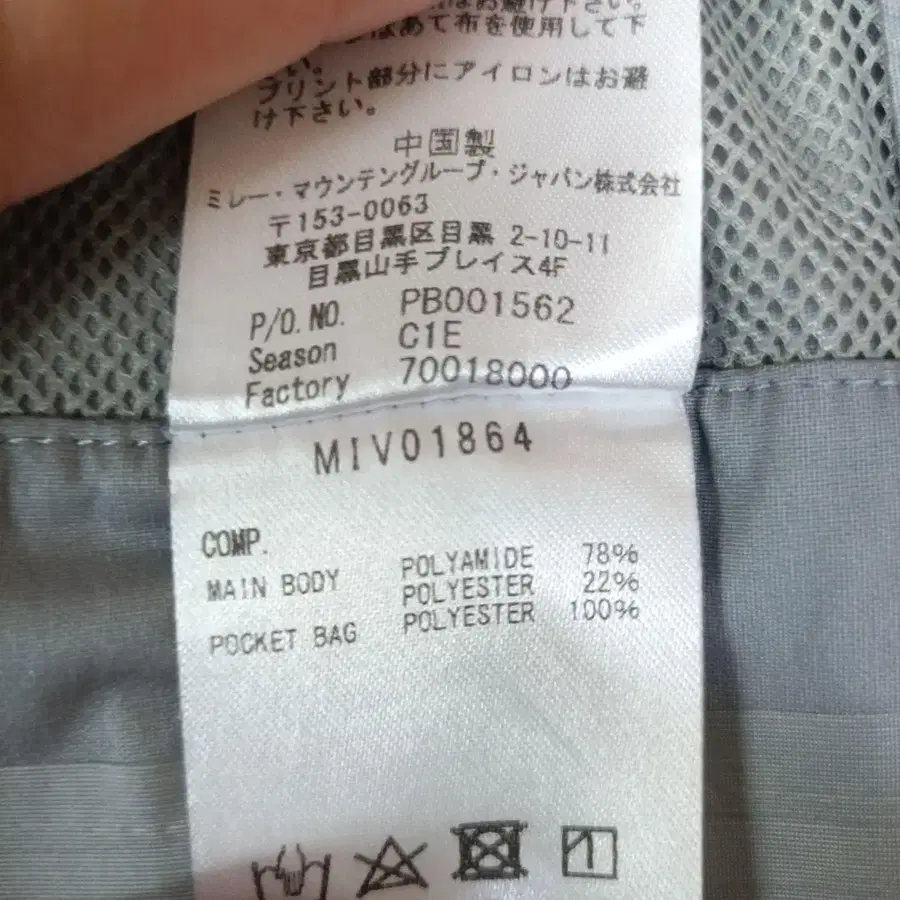 はあて布を使用して下
い。
プリント部分にアイロンはお避
け下さい。
中国製
ミレー・マウンテングループ・ジャパン株式会社
〒153-0063
東京都目黒区目黒 2-10-11
目黒山手プレイス4F
P/O.NO. PB001562
Season C1E
Factory 70018000
MIV01864
COMP.
MAIN BODY POLYAMIDE 78%
POLYESTER 22%
POCKET BAG POLYESTER 100%